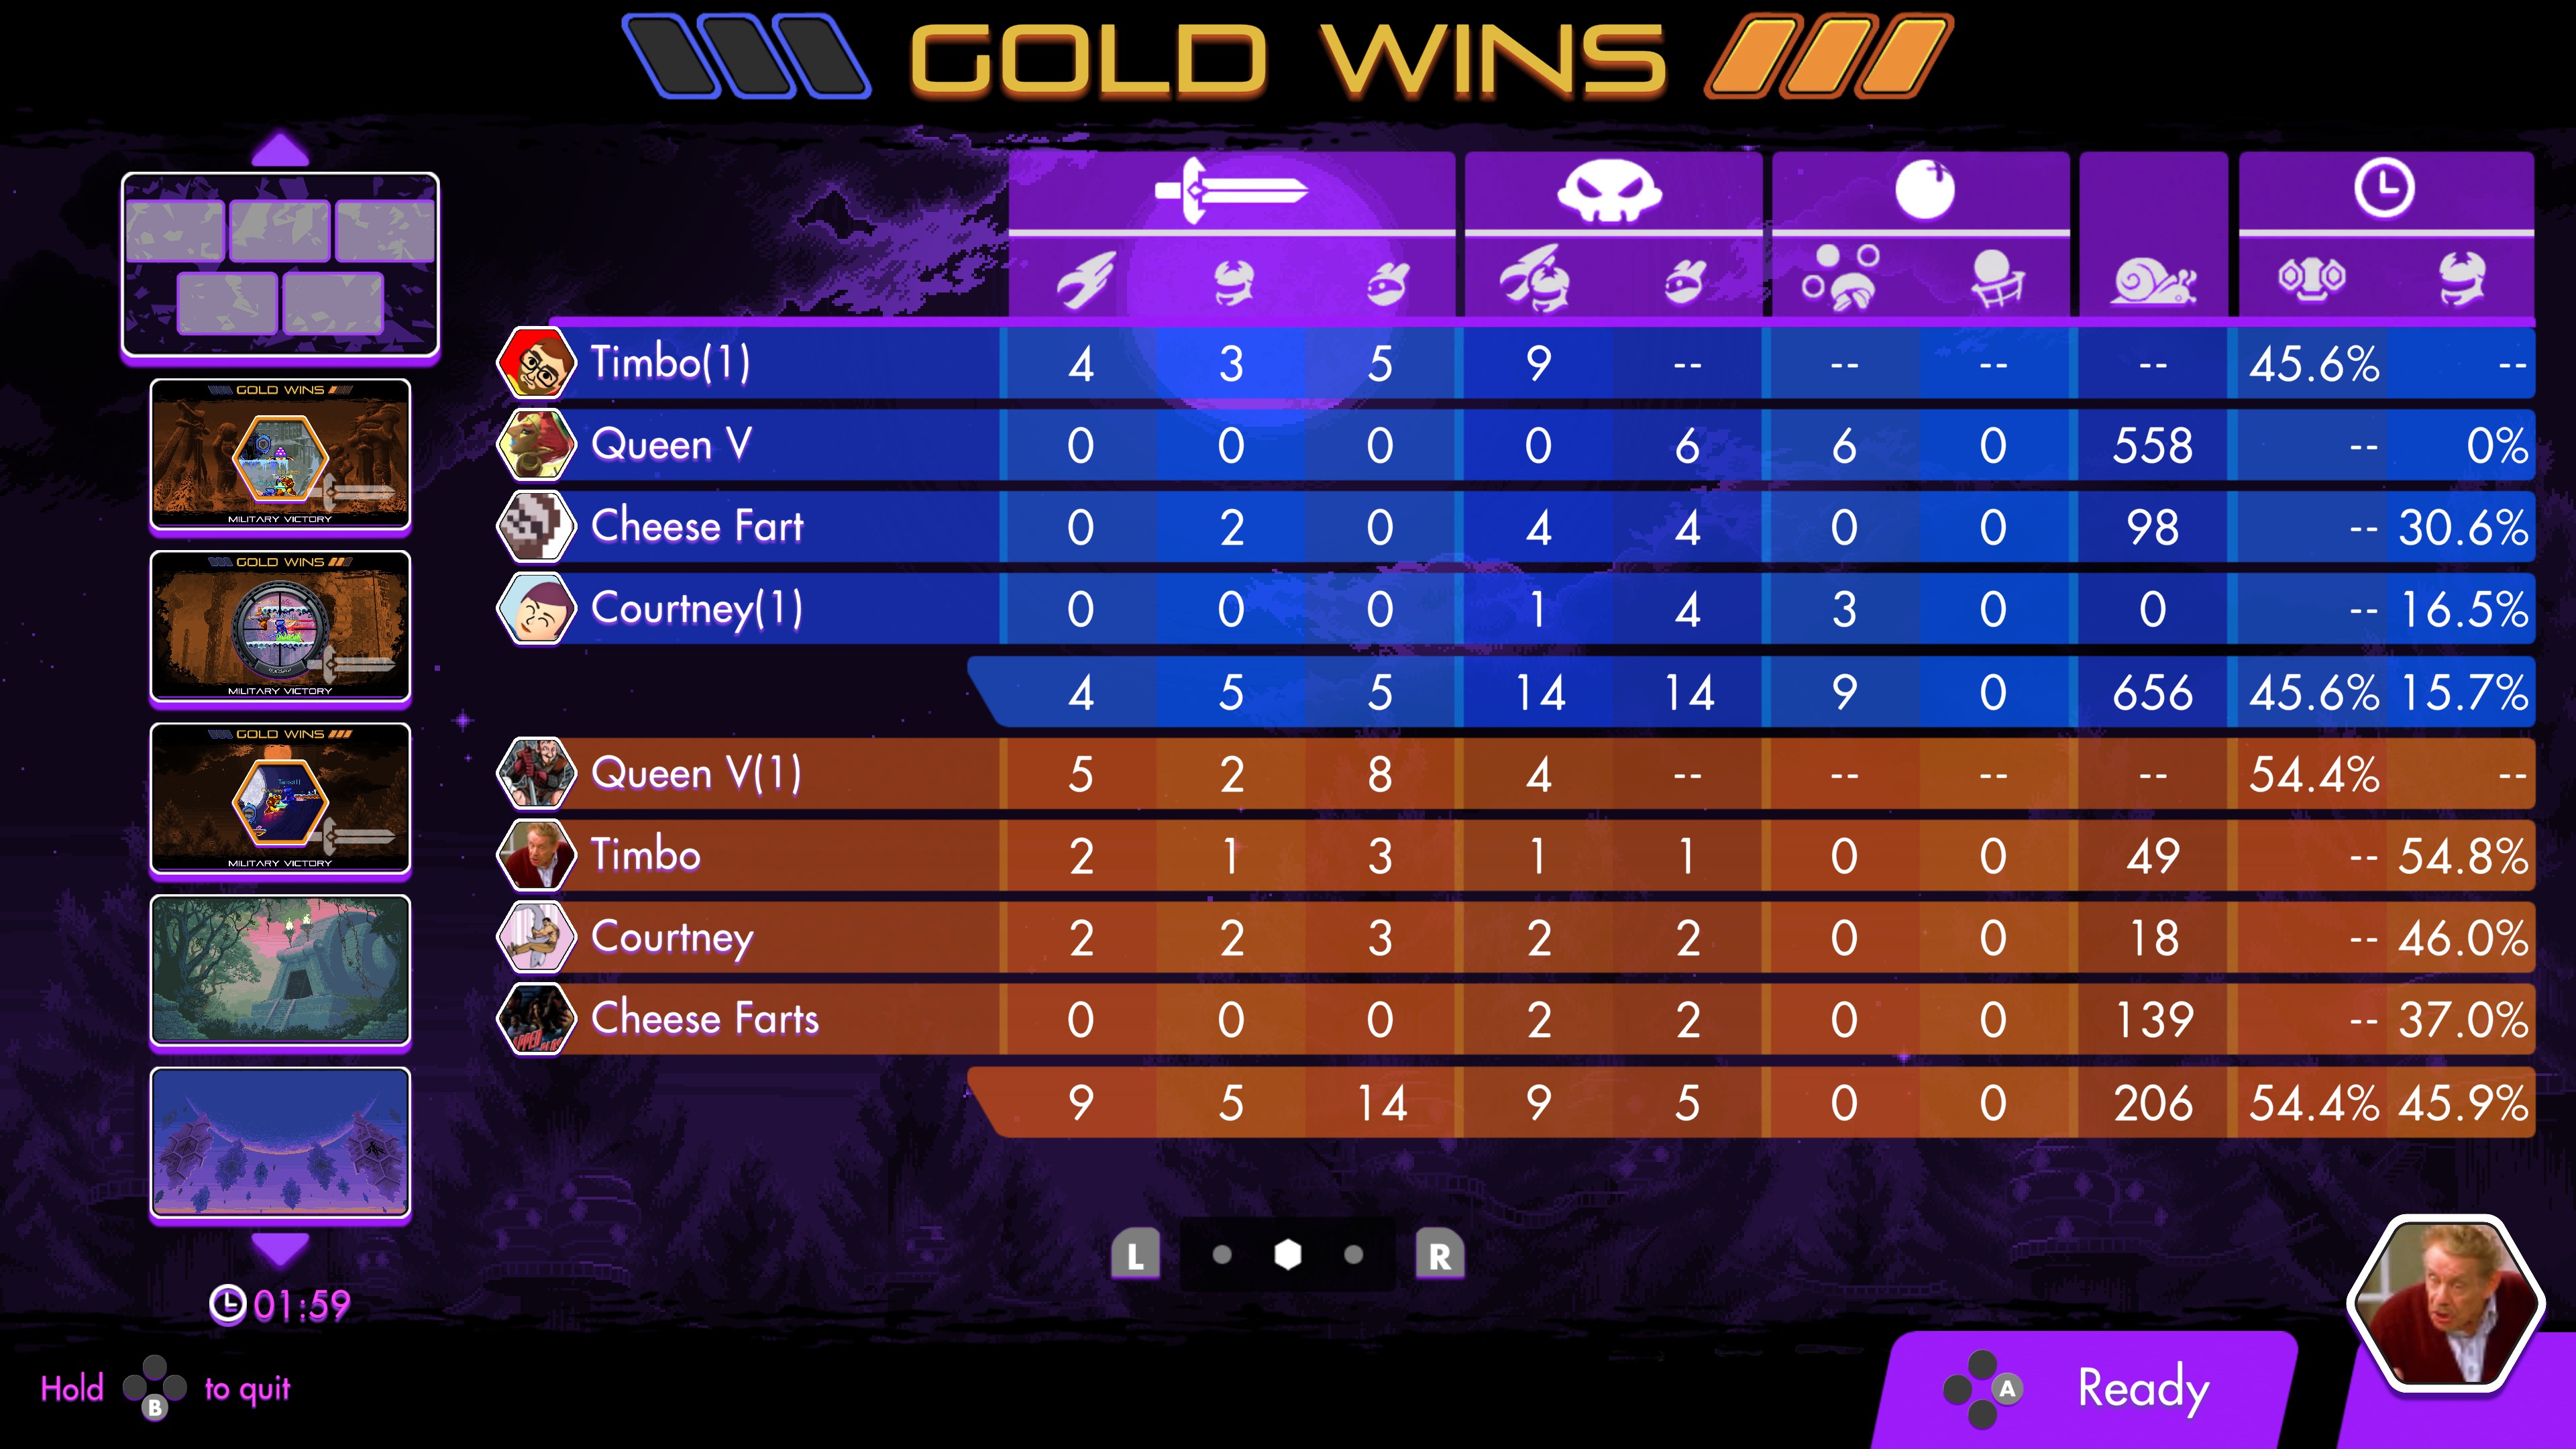 GOLD WINS
GOLD WINS
MILITARY VICTORY
GOLD WINS
MILITARY VICTORY
GOLD WINS
MILITARY VICTORY
01:59
Timbo(1) 4 3 5 9 -- -- -- -- 45.6% --
Queen V 0 0 0 0 6 6 0 558 -- 0%
Cheese Fart 0 2 0 4 4 0 0 98 -- 30.6%
Courtney(1) 0 0 0 1 4 3 0 0 -- 16.5%
4 5 5 14 14 9 0 656 45.6% 15.7%
Queen V(1) 5 2 8 4 -- -- -- -- 54.4% --
Timbo 2 1 3 1 1 0 0 49 -- 54.8%
Courtney 2 2 3 2 2 0 0 18 -- 46.0%
Cheese Farts 0 0 0 2 2 0 0 139 -- 37.0%
9 5 14 9 5 0 0 206 54.4% 45.9%
L R
Hold B to quit
A Ready